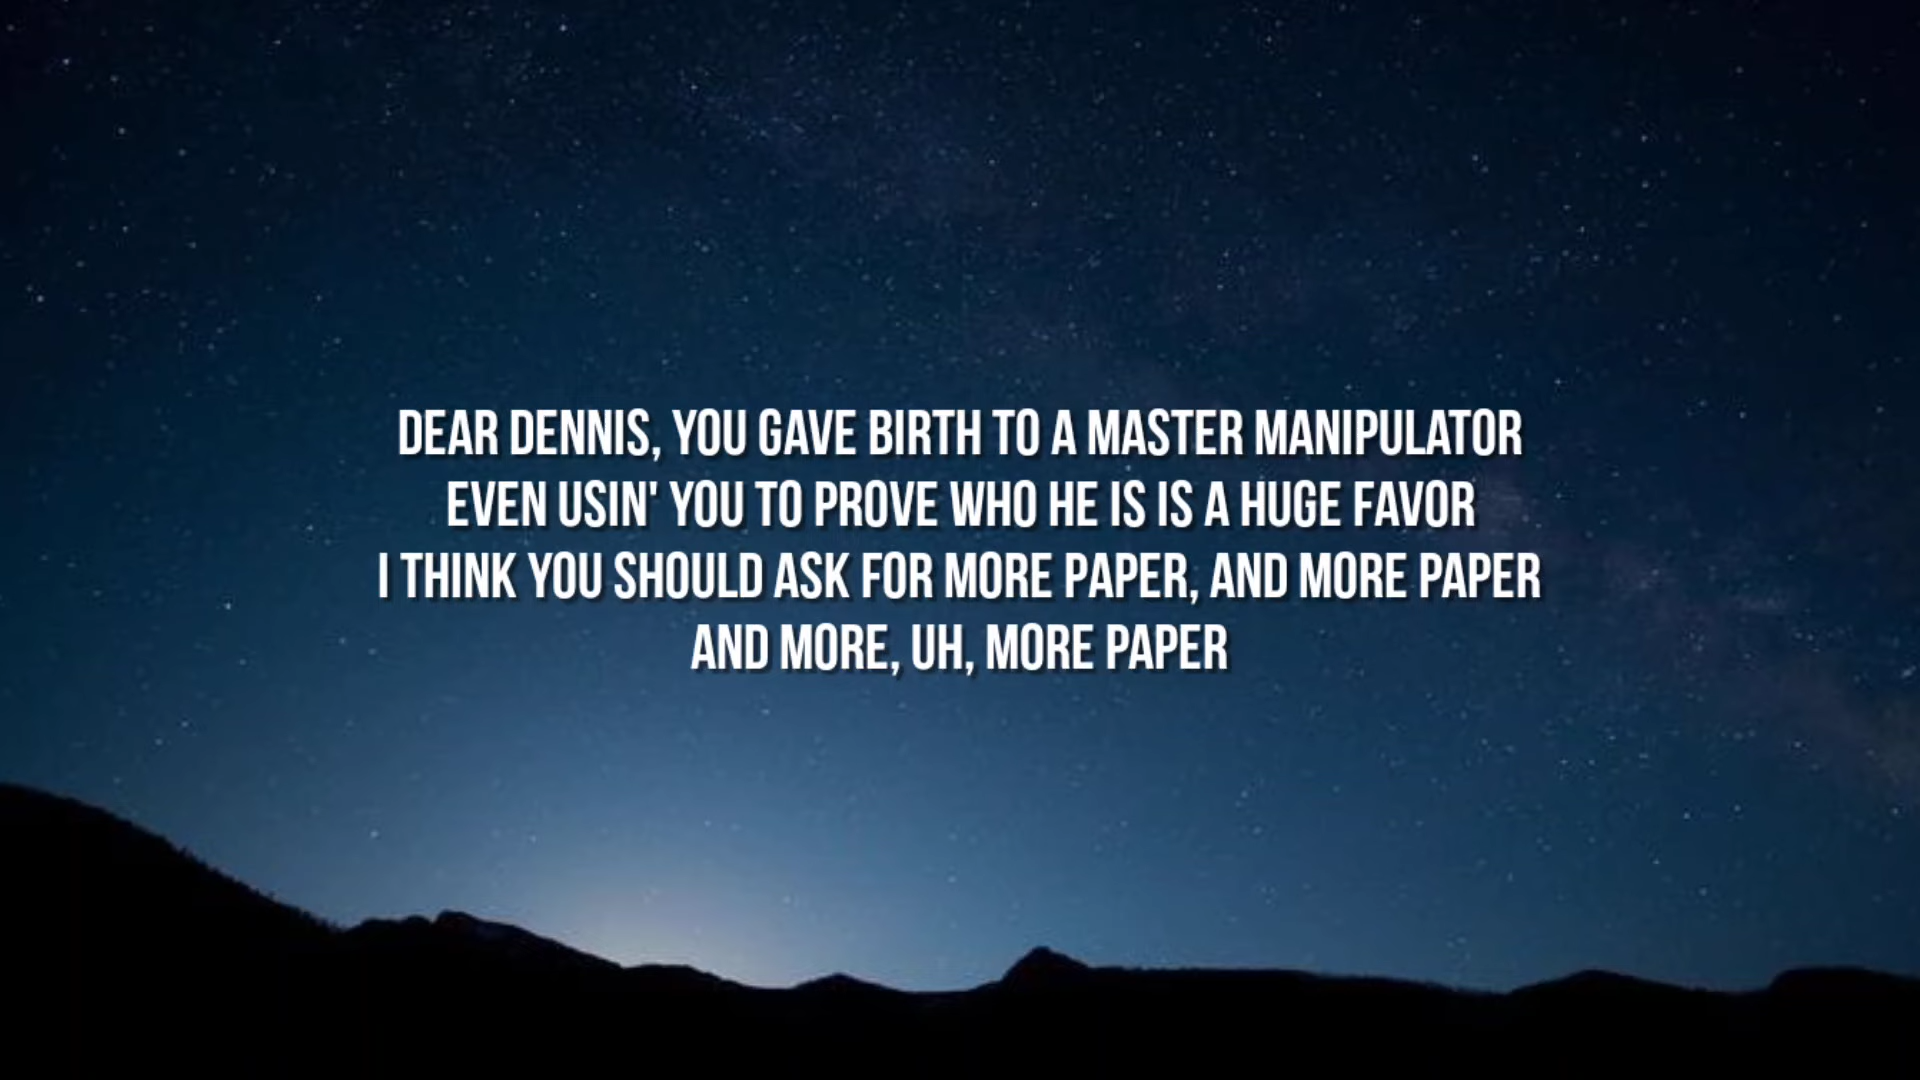 DEAR DENNIS, YOU GAVE BIRTH TO A MASTER MANIPULATOR
EVEN USIN' YOU TO PROVE WHO HE IS IS A HUGE FAVOR
I THINK YOU SHOULD ASK FOR MORE PAPER, AND MORE PAPER
AND MORE, UH, MORE PAPER